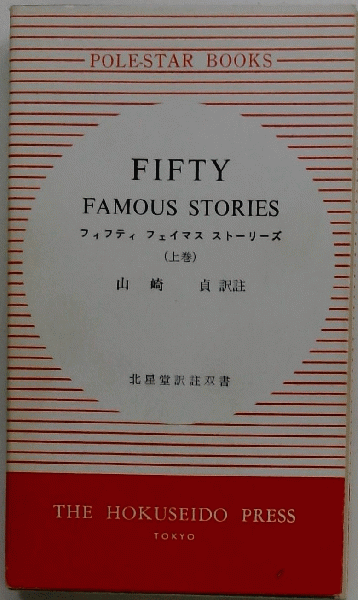 POLE-STAR BOOKS
FIFTY
FAMOUS STORIES
フィフティ フェイマス ストーリーズ
(上巻)
山崎 貞 訳註
北星堂訳註双書
THE HOKUSEIDO PRESS
TOKYO